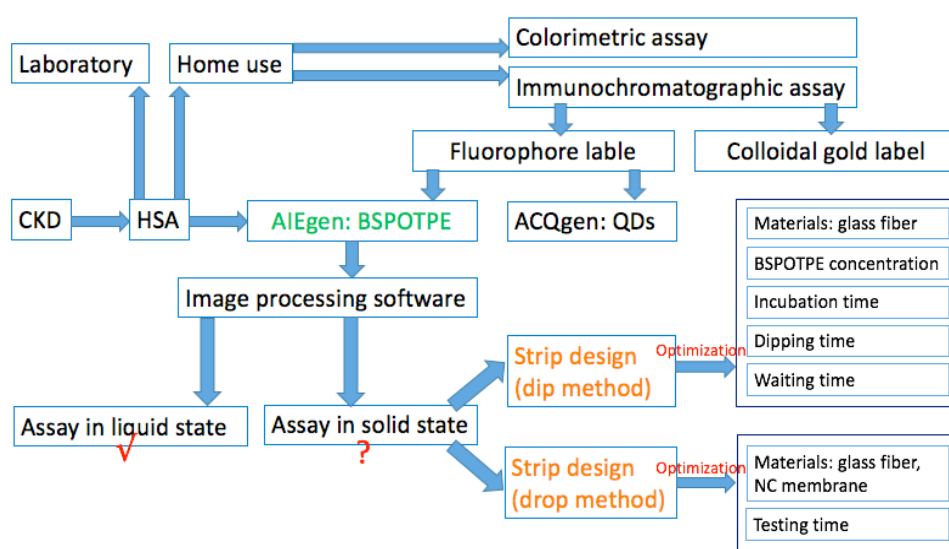 Colorimetric assay
Laboratory
Home use
Immunochromatographic assay
Fluorophore lable
Colloidal gold label
CKD
HSA
AIEgen: BSPOTPE
ACQgen: QDs
Materials: glass fiber
BSPOTPE concentration
Incubation time
Dipping time
Waiting time
Image processing software
Strip design
(dip method)
Optimization
Assay in liquid state
√
Assay in solid state
?
Strip design
(drop method)
Optimization
Materials: glass fiber,
NC membrane
Testing time